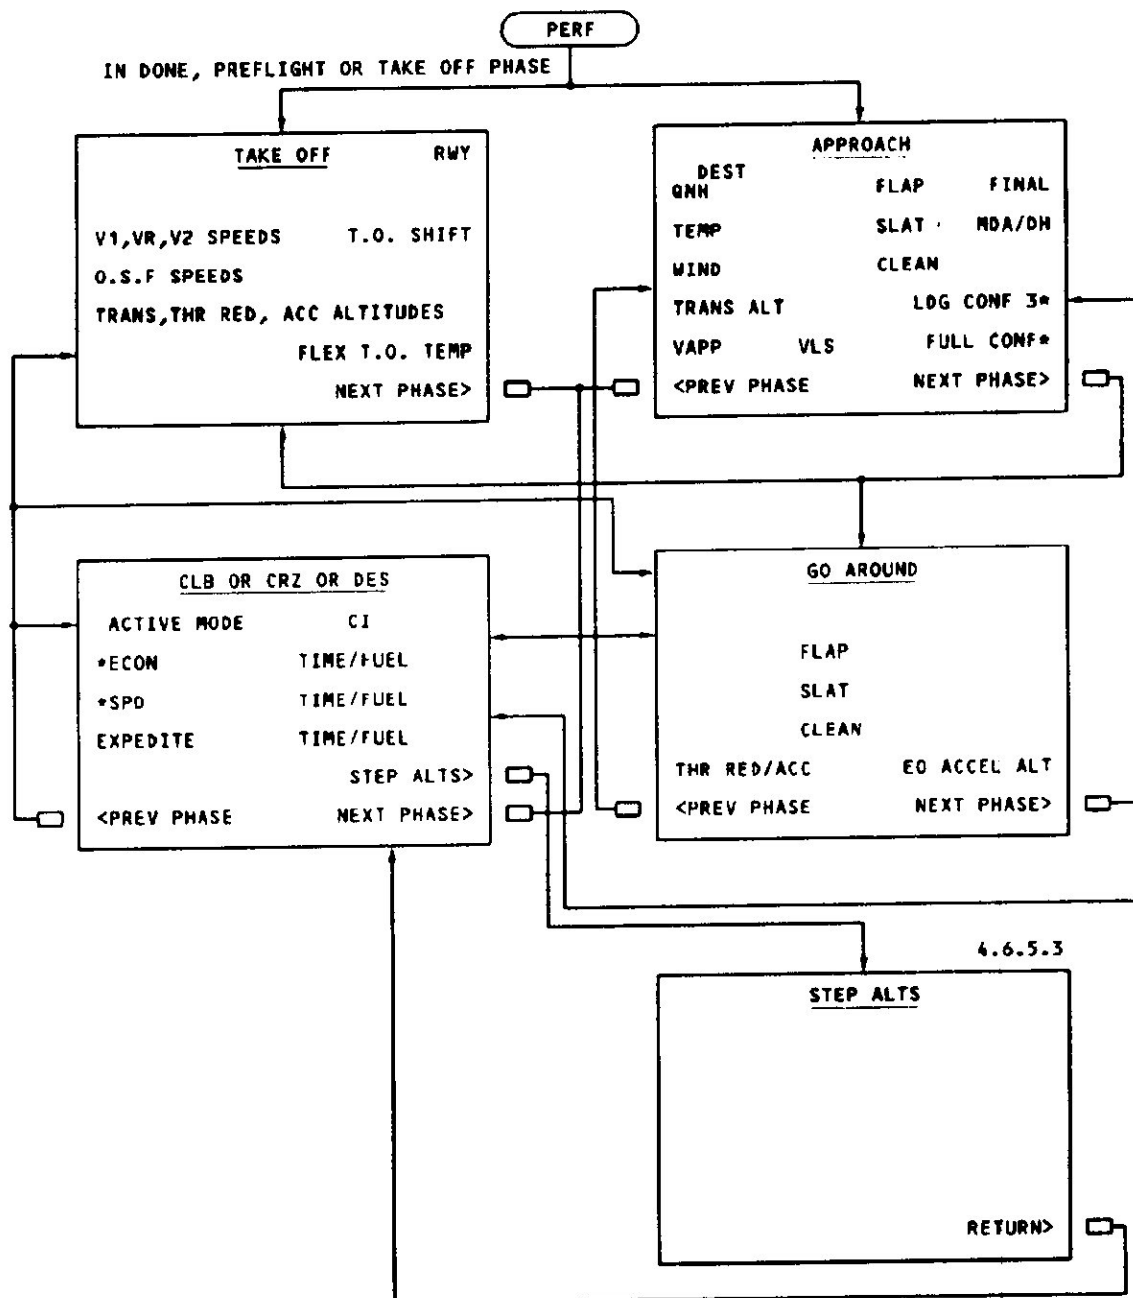 PERF
IN DONE, PREFLIGHT OR TAKE OFF PHASE
TAKE OFF RWY
V1,VR,V2 SPEEDS T.O. SHIFT
O.S.F SPEEDS
TRANS,THR RED, ACC ALTITUDES
FLEX T.O. TEMP
NEXT PHASE>
APPROACH
DEST
QNH FLAP FINAL
TEMP SLAT MDA/DH
WIND CLEAN
TRANS ALT LDG CONF 3*
VAPP VLS FULL CONF*
<PREV PHASE NEXT PHASE>
CLB OR CRZ OR DES
ACTIVE MODE CI
*ECON TIME/FUEL
*SPD TIME/FUEL
EXPEDITE TIME/FUEL
STEP ALTS>
<PREV PHASE NEXT PHASE>
GO AROUND
FLAP
SLAT
CLEAN
THR RED/ACC EO ACCEL ALT
<PREV PHASE NEXT PHASE>
4.6.5.3
STEP ALTS
RETURN>